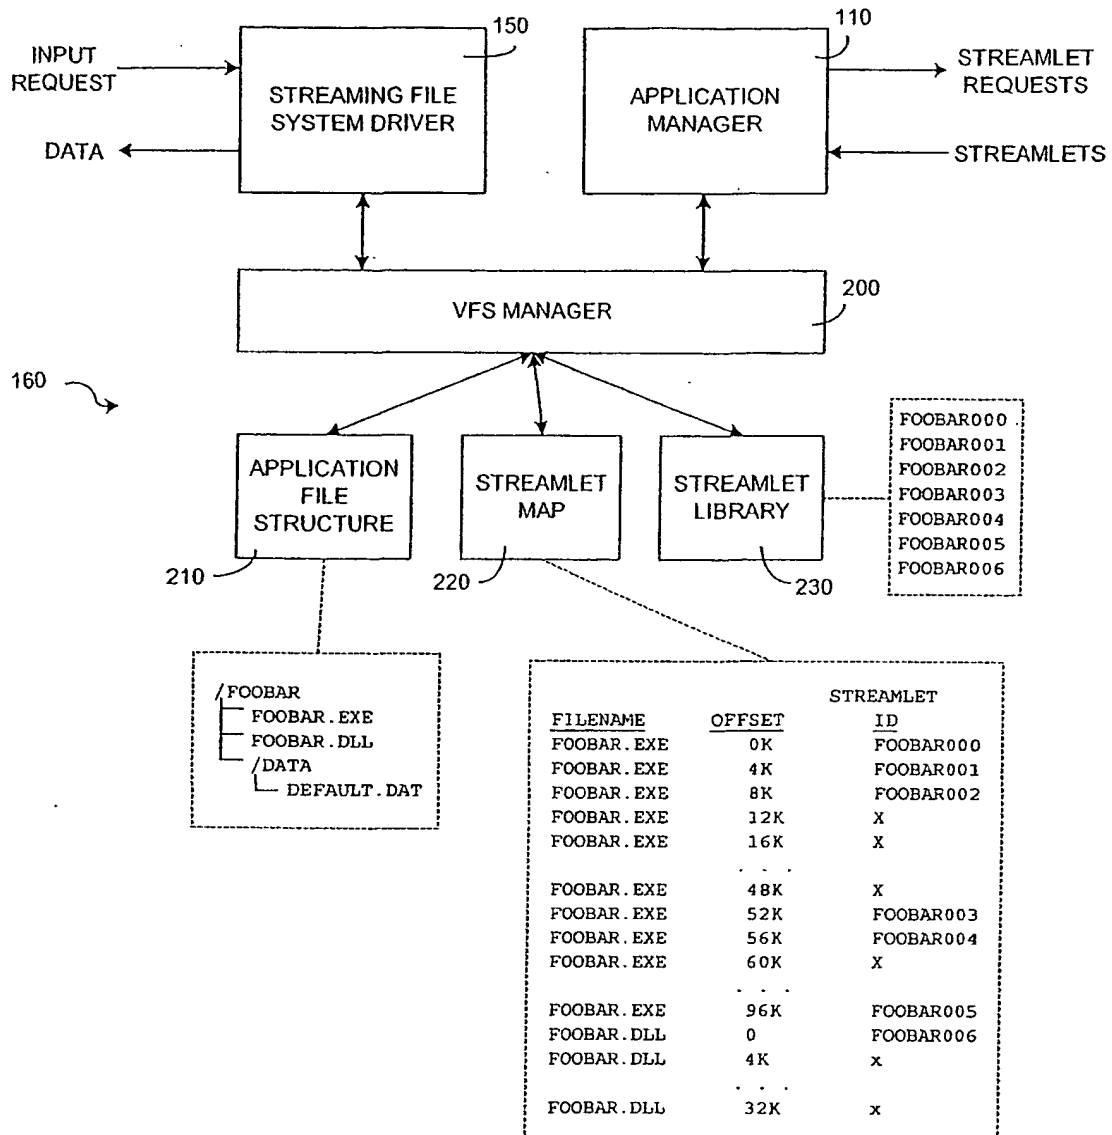 150
110
INPUT
REQUEST
DATA
STREAMING FILE
SYSTEM DRIVER
APPLICATION
MANAGER
STREAMLET
REQUESTS
STREAMLETS
VFS MANAGER
200
160
APPLICATION
FILE
STRUCTURE
210
STREAMLET
MAP
220
STREAMLET
LIBRARY
230
FOOBAR000
FOOBAR001
FOOBAR002
FOOBAR003
FOOBAR004
FOOBAR005
FOOBAR006
/FOOBAR
FOOBAR.EXE
FOOBAR.DLL
/DATA
DEFAULT.DAT
STREAMLET
FILENAME OFFSET ID
FOOBAR.EXE 0K FOOBAR000
FOOBAR.EXE 4K FOOBAR001
FOOBAR.EXE 8K FOOBAR002
FOOBAR.EXE 12K X
FOOBAR.EXE 16K X
. . .
FOOBAR.EXE 48K X
FOOBAR.EXE 52K FOOBAR003
FOOBAR.EXE 56K FOOBAR004
FOOBAR.EXE 60K X
. . .
FOOBAR.EXE 96K FOOBAR005
FOOBAR.DLL 0 FOOBAR006
FOOBAR.DLL 4K x
. . .
FOOBAR.DLL 32K x